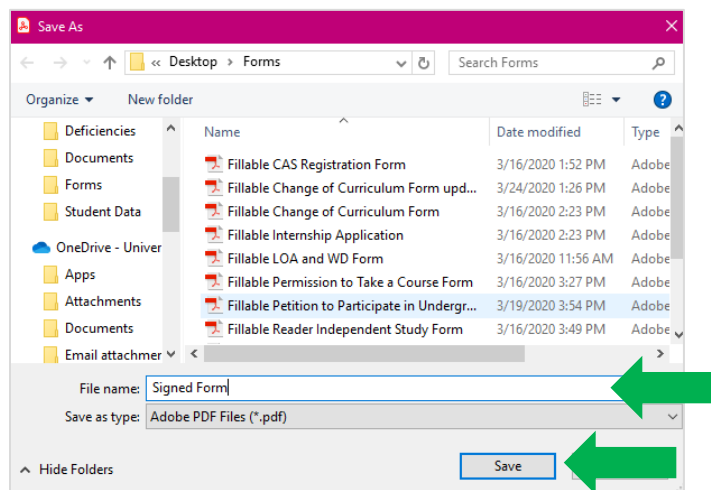 Save As
« Desktop › Forms
Search Forms
Organize
New folder
?
Deficiencies
Documents
Forms
Student Data
OneDrive - Univer
Apps
Attachments
Documents
Email attachmer
Name Date modified Type
Fillable CAS Registration Form 3/16/2020 1:52 PM Adobe
Fillable Change of Curriculum Form upd... 3/24/2020 1:26 PM Adobe
Fillable Change of Curriculum Form 3/16/2020 2:23 PM Adobe
Fillable Internship Application 3/16/2020 2:23 PM Adobe
Fillable LOA and WD Form 3/16/2020 11:56 AM Adobe
Fillable Permission to Take a Course Form 3/16/2020 3:27 PM Adobe
Fillable Petition to Participate in Undergr... 3/19/2020 3:54 PM Adobe
Fillable Reader Independent Study Form 3/16/2020 3:49 PM Adobe
File name: Signed Form
Save as type: Adobe PDF Files (*.pdf)
Hide Folders
Save